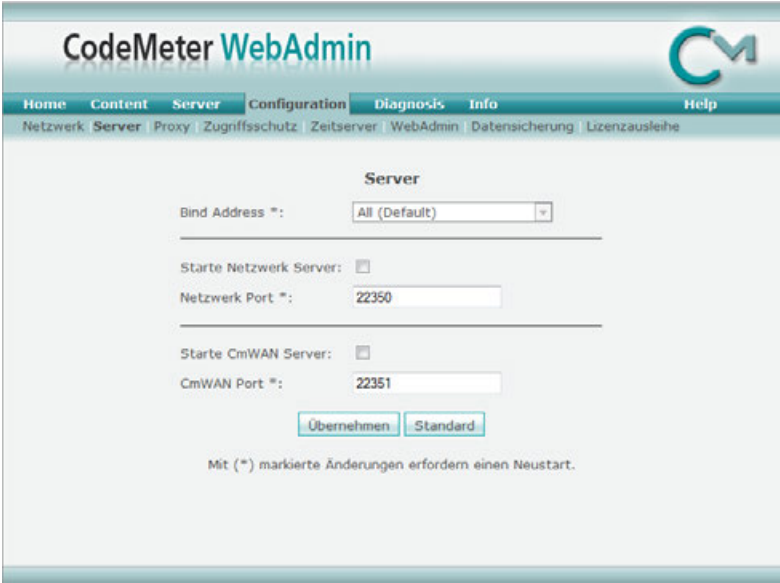 CodeMeter WebAdmin
CM
Home Content Server Configuration Diagnosis Info Help
Netzwerk | Server | Proxy | Zugriffsschutz | Zeitserver | WebAdmin | Datensicherung | Lizenzausleihe
Server
Bind Address *: All (Default)
Starte Netzwerk Server:
Netzwerk Port *: 22350
Starte CmWAN Server:
CmWAN Port *: 22351
Übernehmen Standard
Mit (*) markierte Änderungen erfordern einen Neustart.